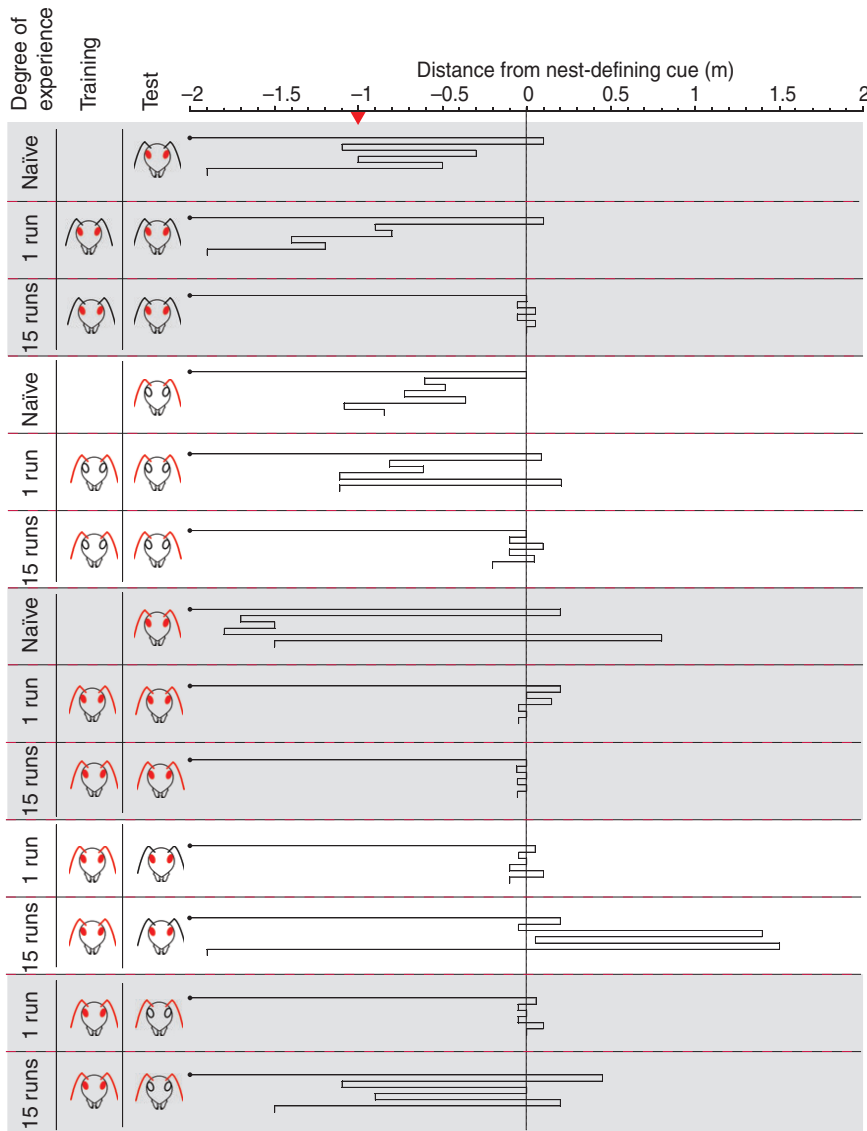 Degree of
experience
Training
Test
Distance from nest-defining cue (m)
−2 −1.5 −1 −0.5 0 0.5 1 1.5 2
Naïve
1 run
15 runs
Naïve
1 run
15 runs
Naïve
1 run
15 runs
1 run
15 runs
1 run
15 runs